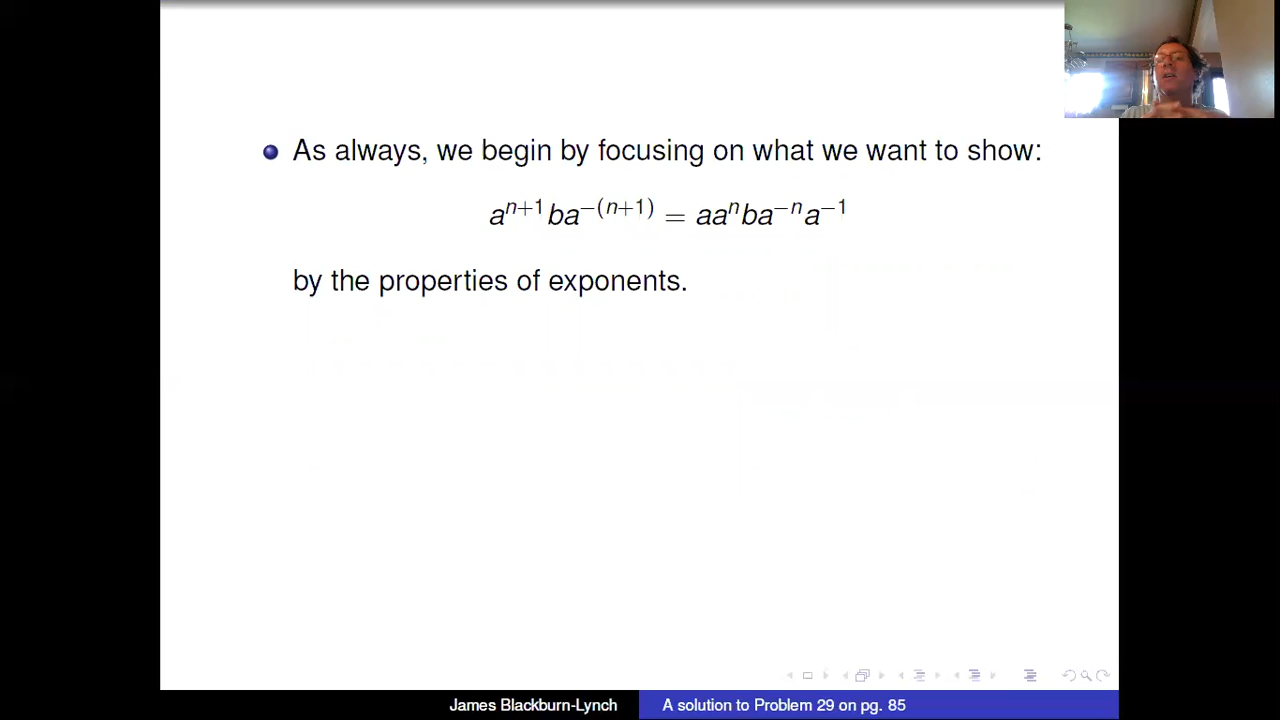 As always, we begin by focusing on what we want to show:
a^{n+1}ba^{-(n+1)} = aa^nba^{-n}a^{-1}
by the properties of exponents.
James Blackburn-Lynch
A solution to Problem 29 on pg. 85